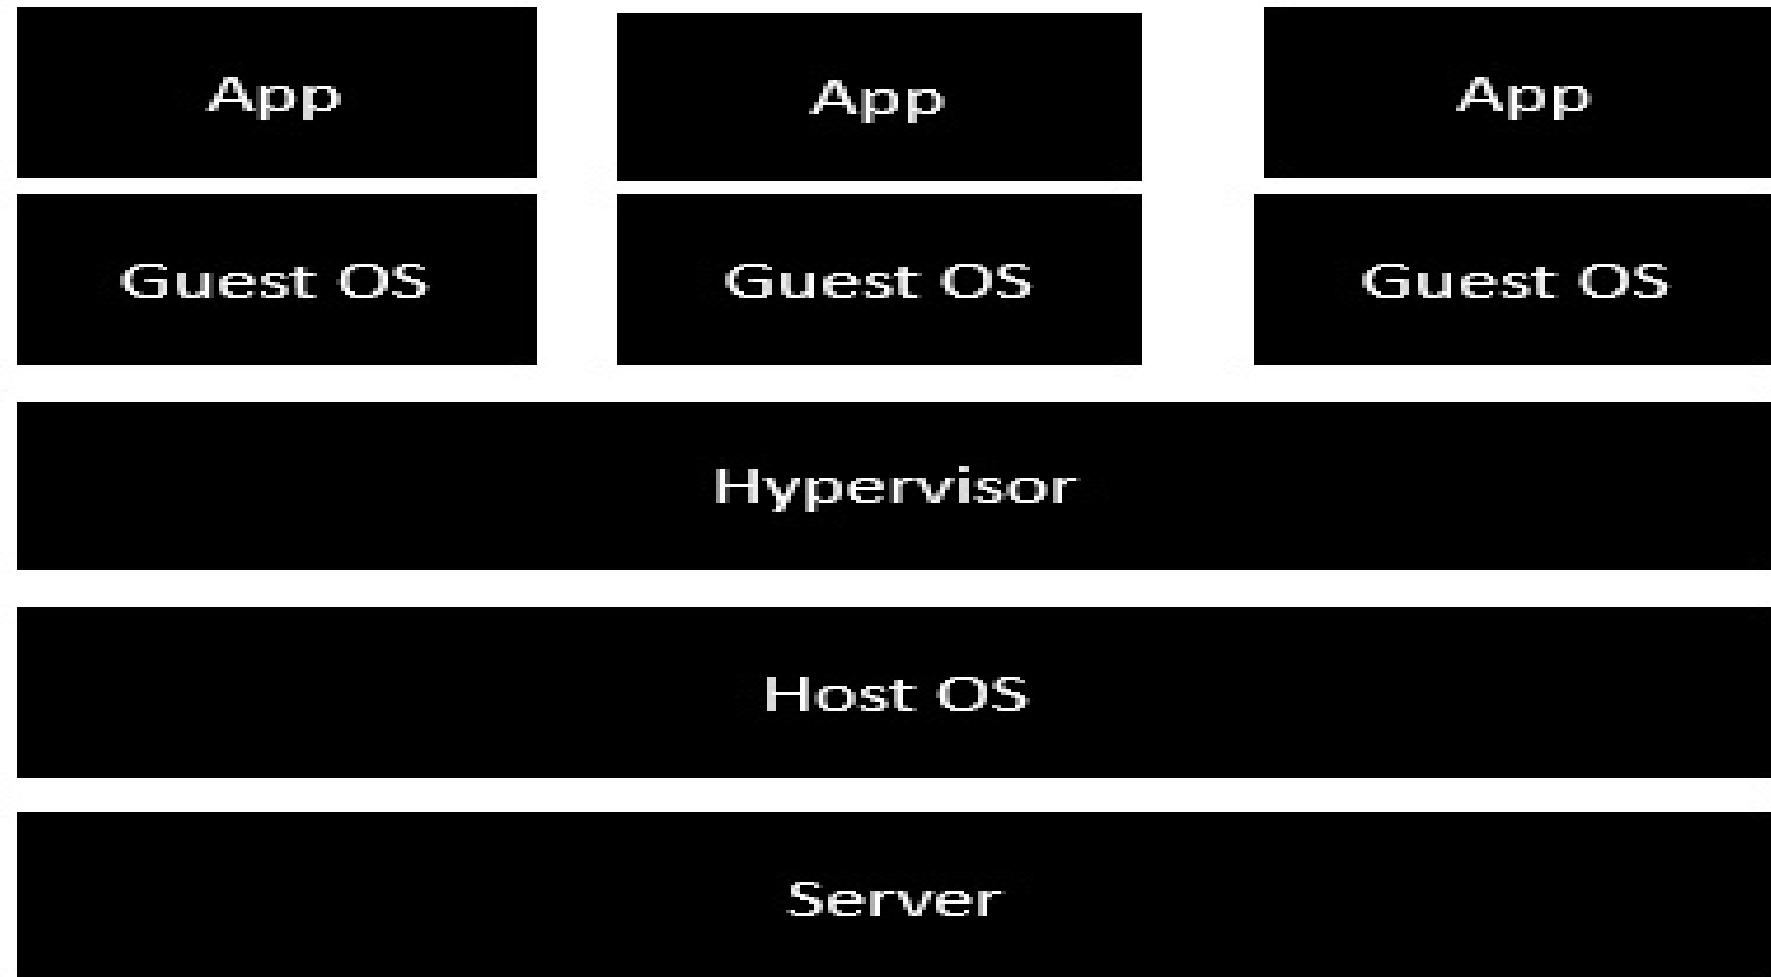 App App App
Guest OS Guest OS Guest OS
Hypervisor
Host OS
Server